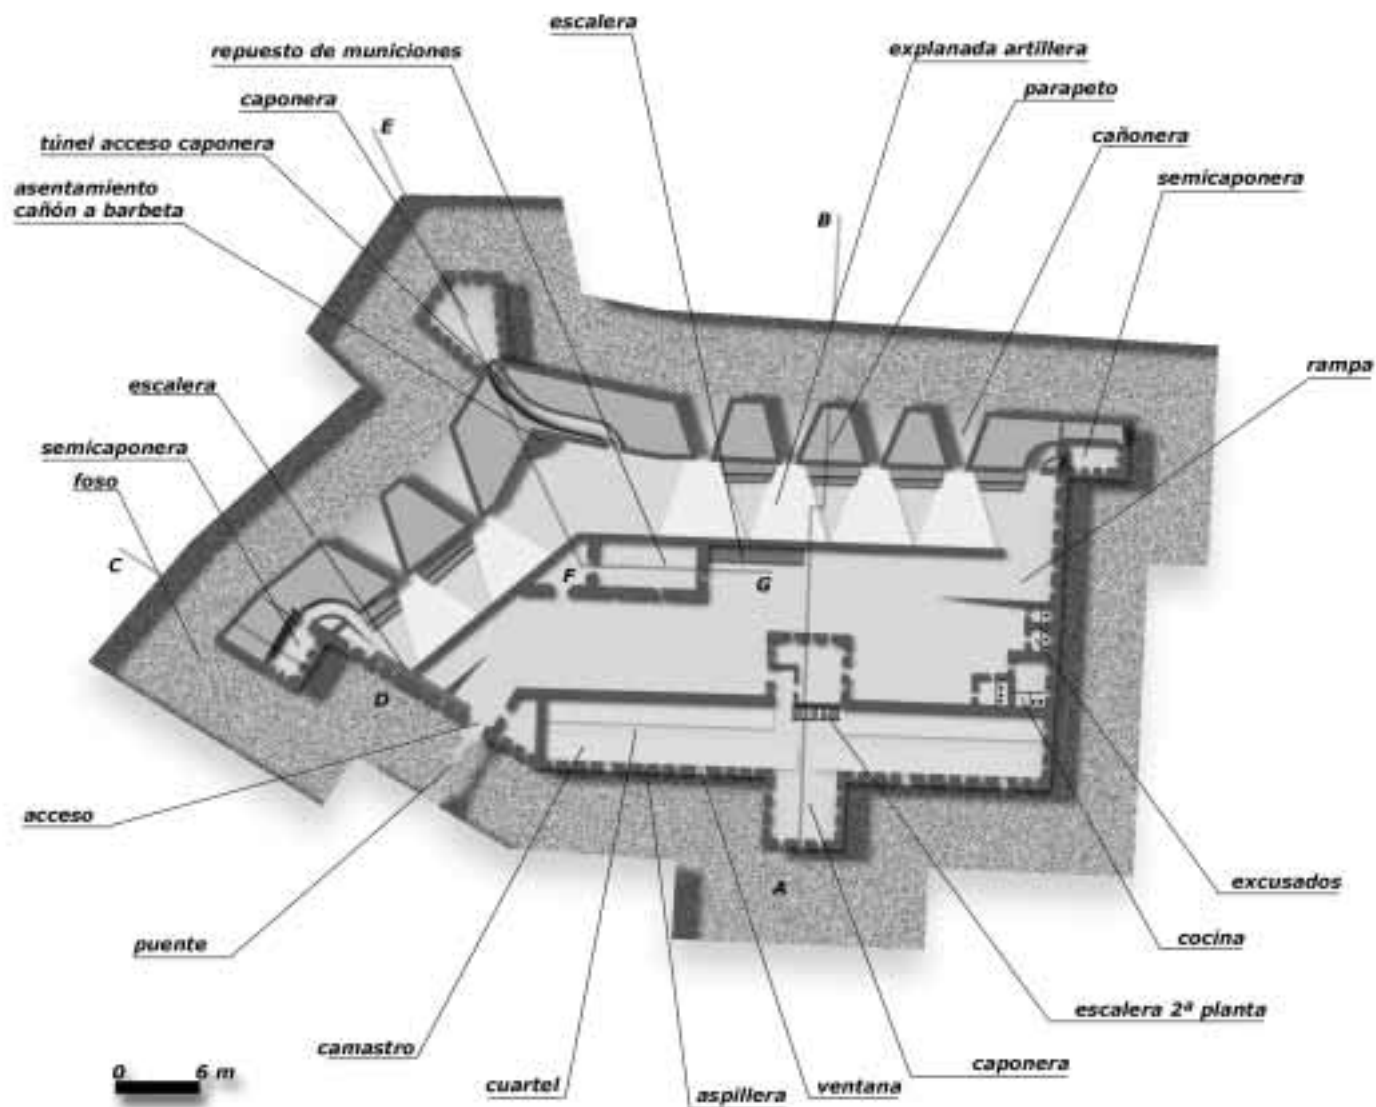 escalera
repuesto de municiones
explanada artillera
caponera
parapeto
E
túnel acceso caponera
cañonera
asentamiento
cañón a barbeta
semicaponera
B
rampa
escalera
semicaponera
foso
C
F
G
D
acceso
A
excusados
puente
cocina
escalera 2ª planta
camastro
caponera
0 6 m
cuartel
ventana
aspillera